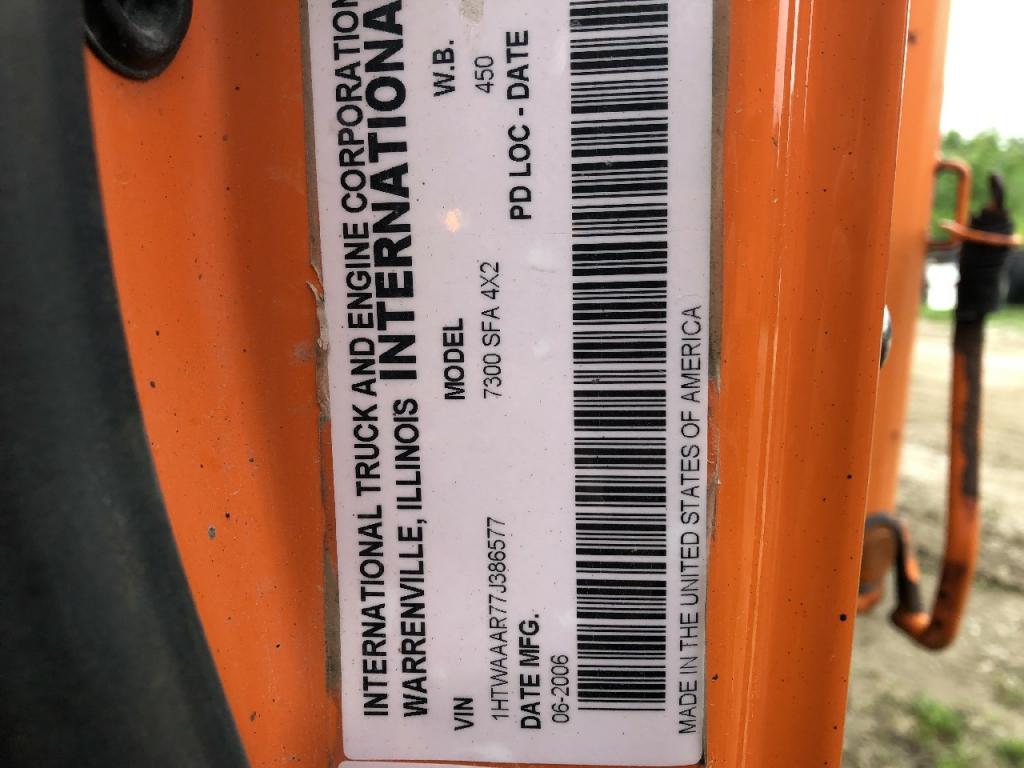 INTERNATIONAL TRUCK AND ENGINE CORPORATION
WARRENVILLE, ILLINOIS INTERNATIONA
VIN MODEL W.B.
1HTWAAAR77J386577 7300 SFA 4X2 450
DATE MFG. PD LOC - DATE
06-2006
MADE IN THE UNITED STATES OF AMERICA